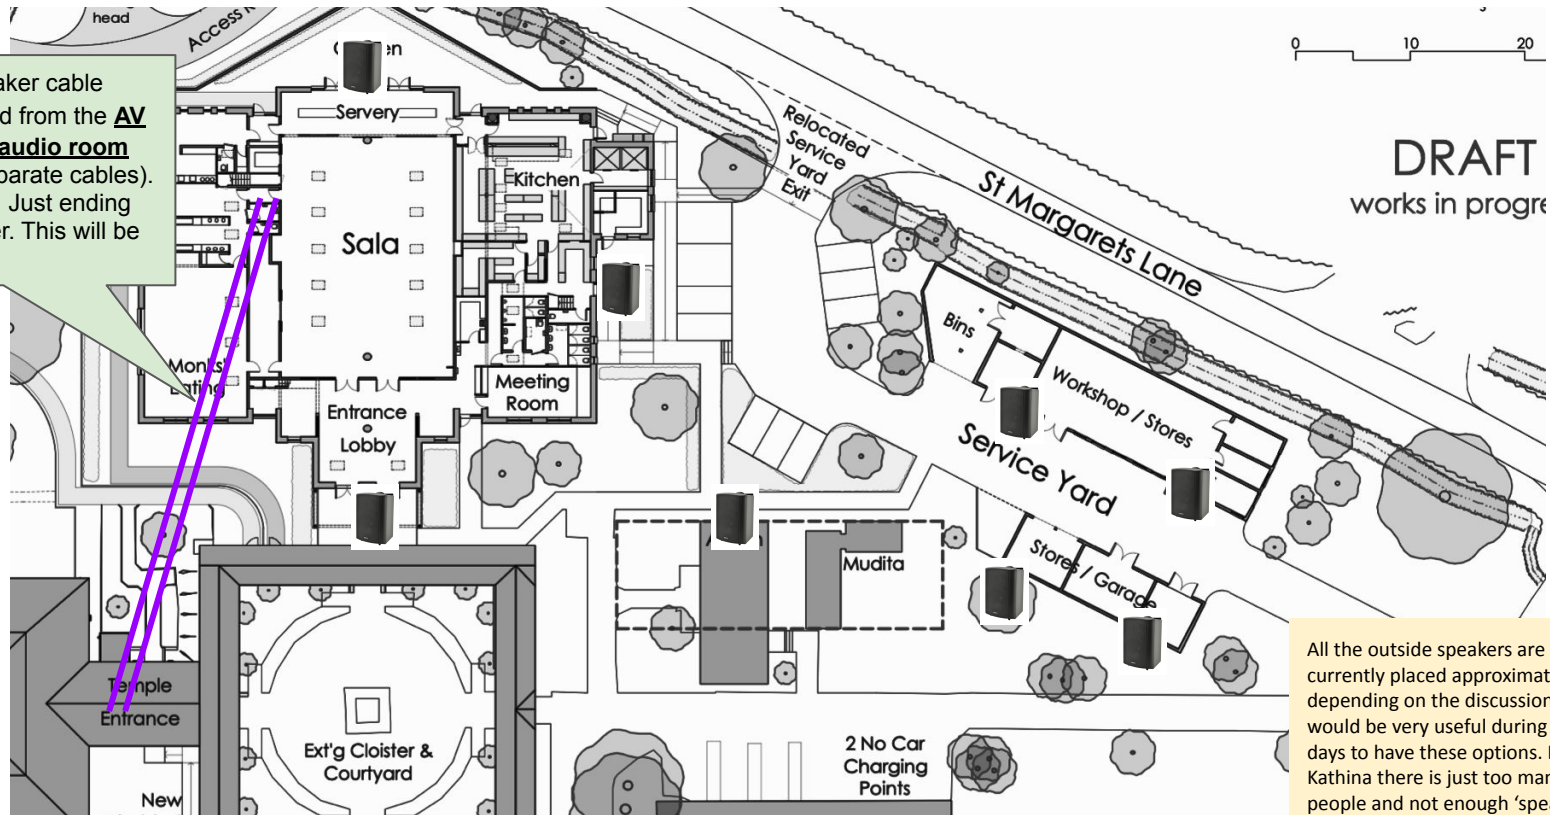 head
Access
0 10 20
aker cable
d from the AV
audio room
parate cables).
Just ending
er. This will be
Servery
Kitchen
Sala
Relocated
Service
Yard
Exit
St Margarets Lane
DRAFT
works in progre
Bins
Workshop / Stores
Service Yard
Stores / Garage
Monks'
Entrance
Lobby
Meeting
Room
Mudita
Temple
Entrance
Ext'g Cloister &
Courtyard
2 No Car
Charging
Points
New
All the outside speakers are
currently placed approximat
depending on the discussion
would be very useful during
days to have these options.
Kathina there is just too mar
people and not enough ‘spea